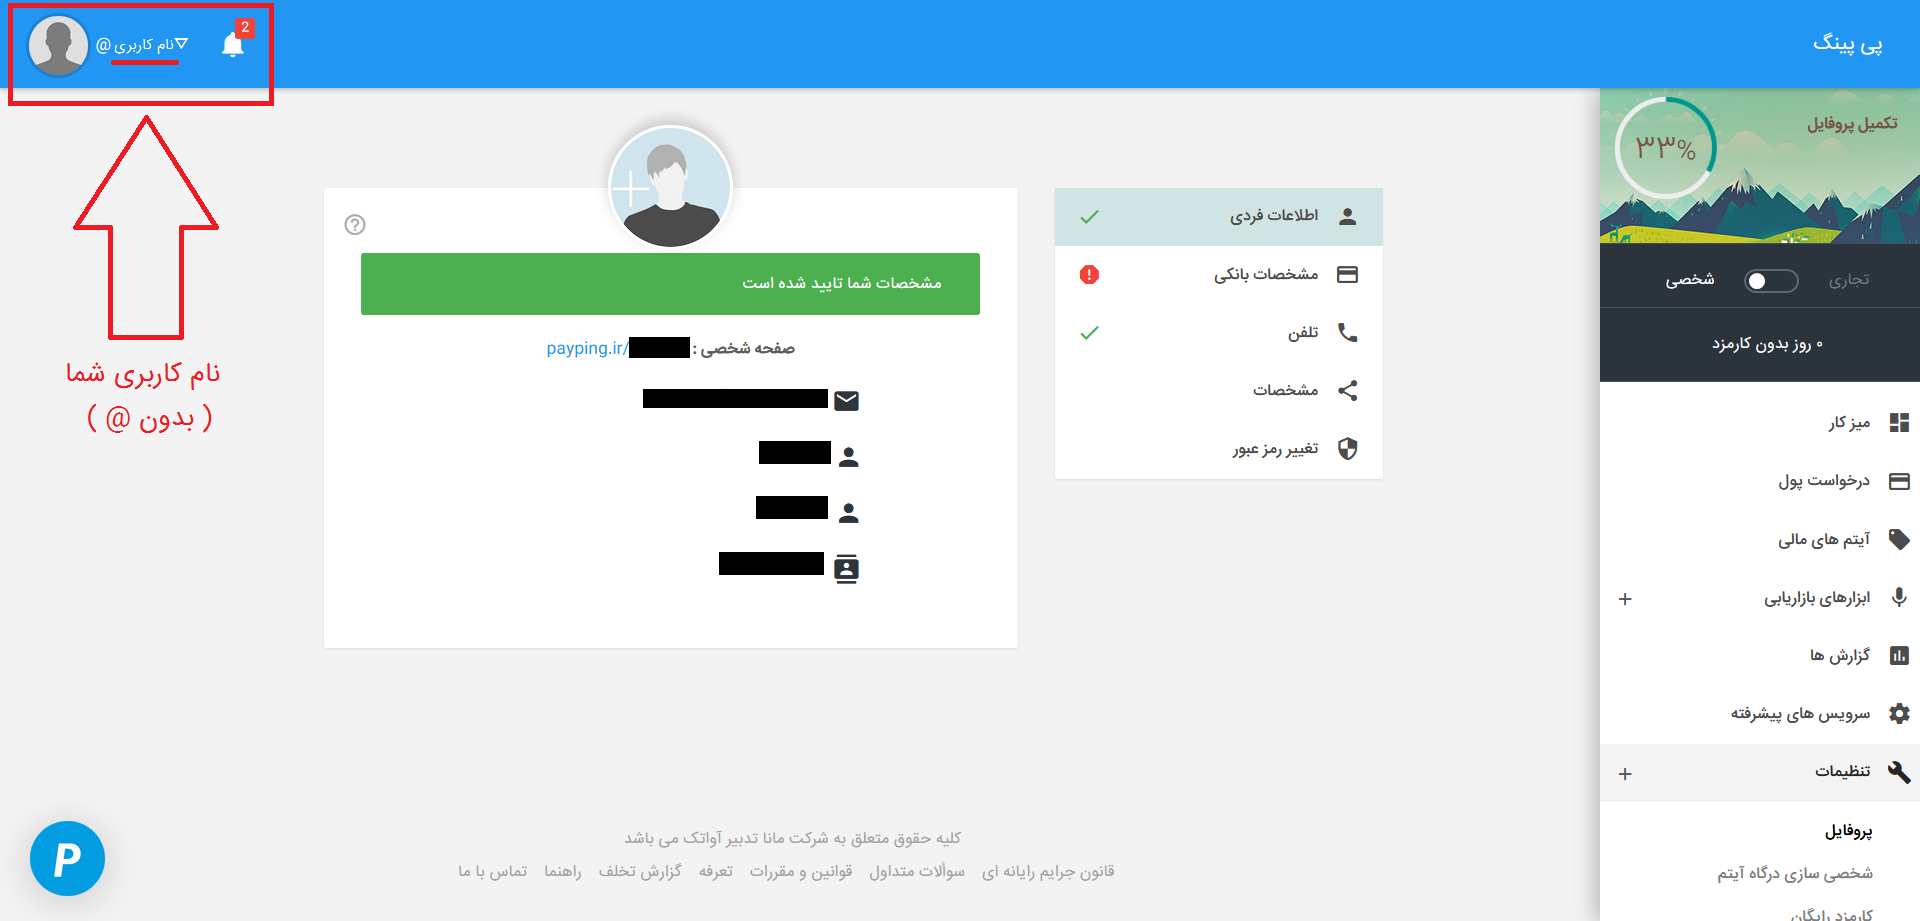 پی پینگ
2
▽نام کاربری @
نام کاربری شما
( بدون @ )
تکمیل پروفایل
۳۳%
تجاری
شخصی
۰ روز بدون کارمزد
میز کار
درخواست پول
آیتم های مالی
ابزارهای بازاریابی
+
گزارش ها
سرویس های پیشرفته
تنظیمات
+
پروفایل
شخصی سازی درگاه آیتم
کارمزد رایگان
اطلاعات فردی
مشخصات بانکی
تلفن
مشخصات
تغییر رمز عبور
مشخصات شما تایید شده است
صفحه شخصی : payping.ir/
کلیه حقوق متعلق به شرکت مانا تدبیر آواتک می باشد
قانون جرایم رایانه ای سوألات متداول قوانین و مقررات تعرفه گزارش تخلف راهنما تماس با ما
P